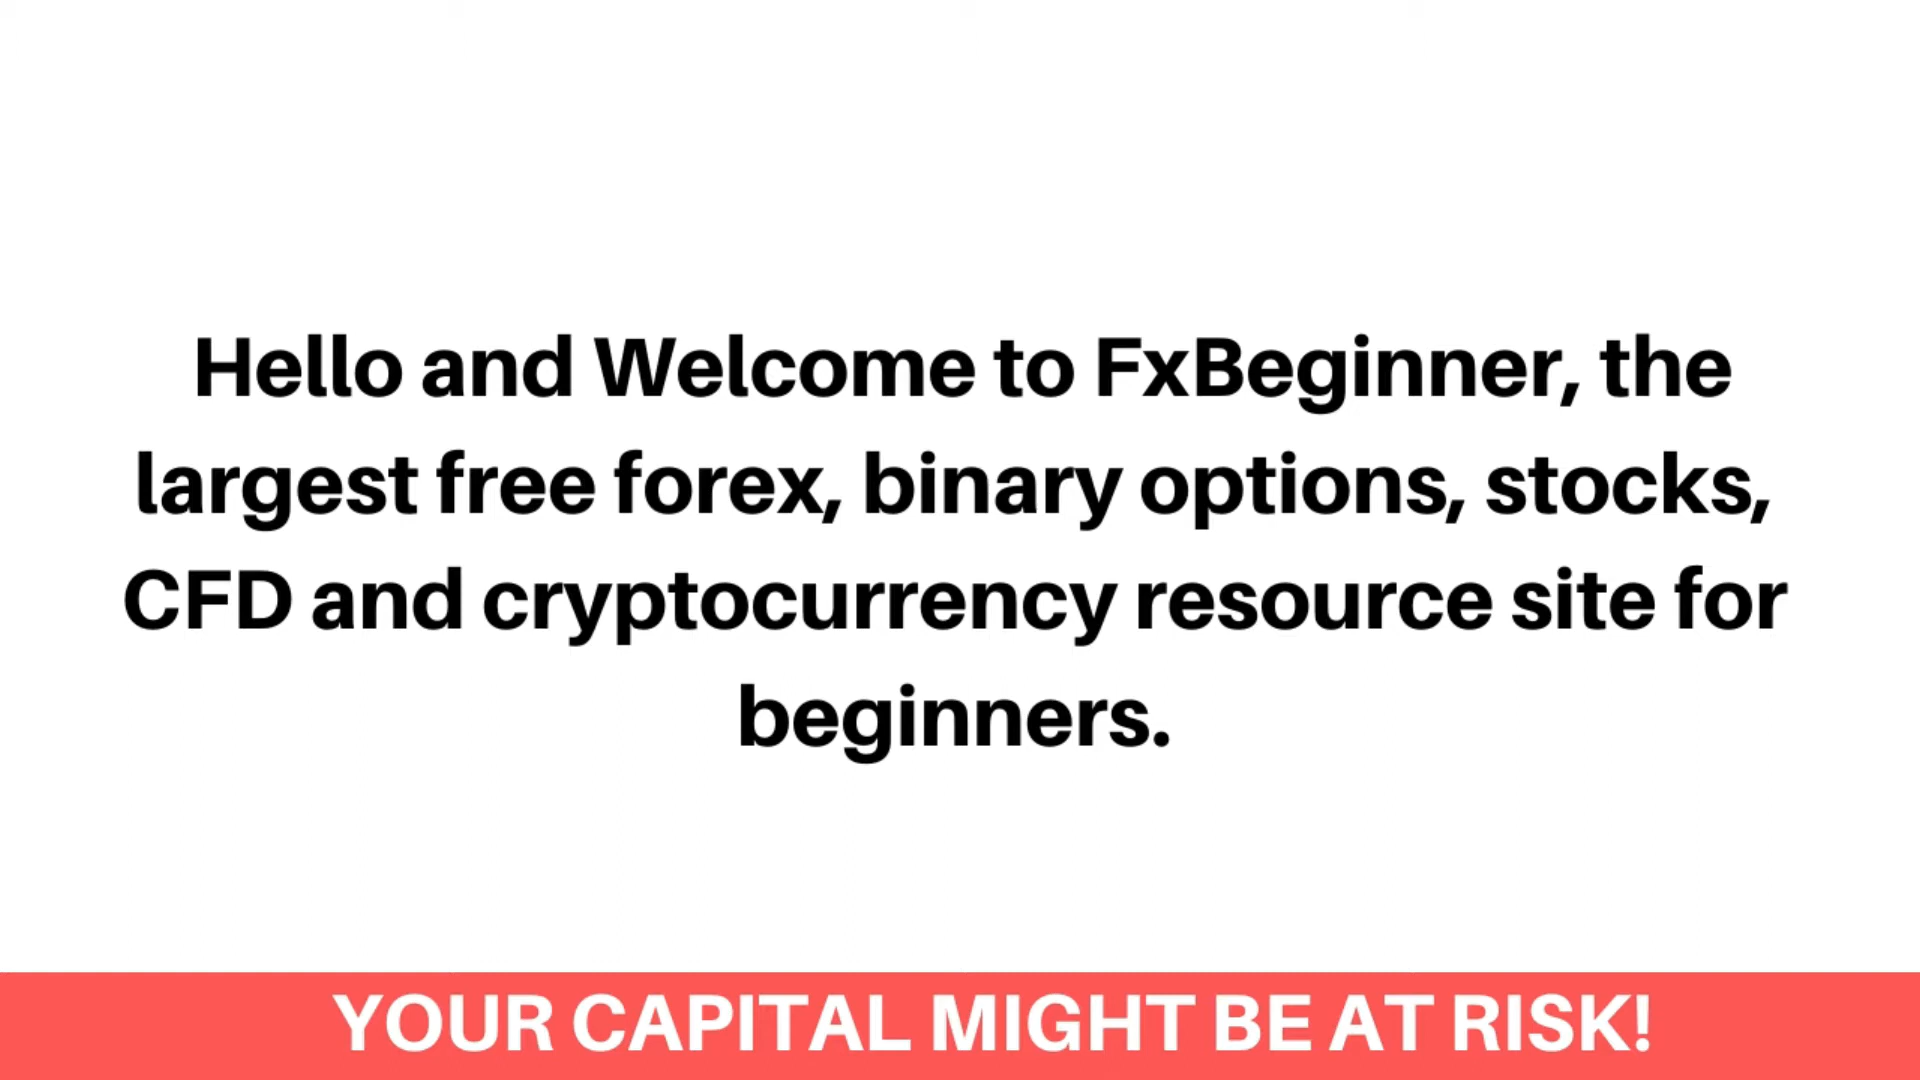 Hello and Welcome to FxBeginner, the
largest free forex, binary options, stocks,
CFD and cryptocurrency resource site for
beginners.
YOUR CAPITAL MIGHT BE AT RISK!